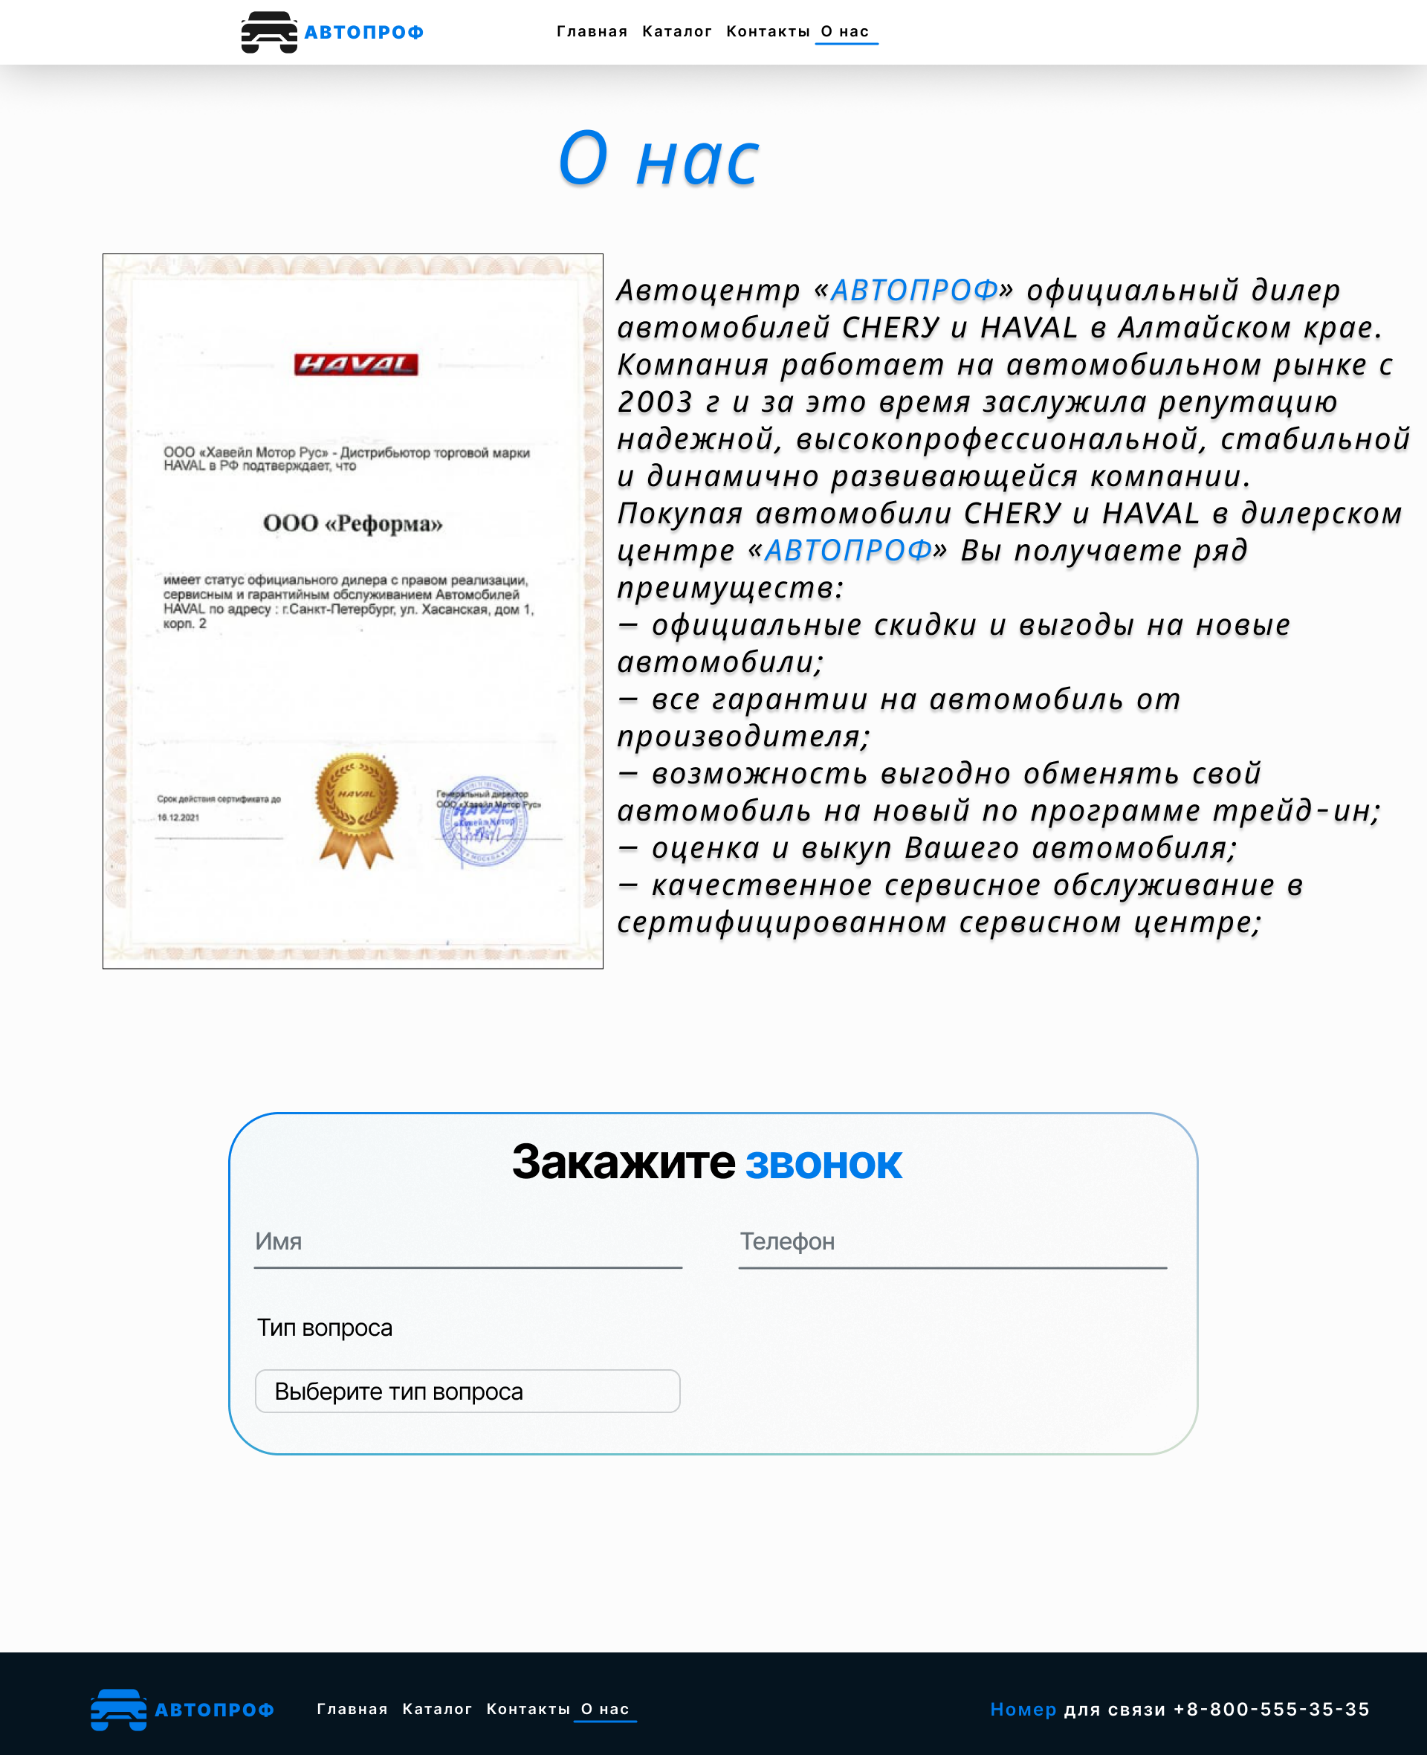 АВТОПРОФ
Главная Каталог Контакты О нас
О нас
HAVAL
ООО «Хавейл Мотор Рус» - Дистрибьютор торговой марки
HAVAL в РФ подтверждает, что
ООО «Реформа»
имеет статус официального дилера с правом реализации,
сервисным и гарантийным обслуживанием Автомобилей
HAVAL по адресу : г.Санкт-Петербург, ул. Хасанская, дом 1,
корп. 2
Срок действия сертификата до
16.12.2021
HAVAL
Генеральный директор
ООО «Хавейл Мотор Рус»
HAVAL
«Хавейл Мотор
МОСКВА
Автоцентр «АВТОПРОФ» официальный дилер
автомобилей CHERY и HAVAL в Алтайском крае.
Компания работает на автомобильном рынке с
2003 г и за это время заслужила репутацию
надежной, высокопрофессиональной, стабильной
и динамично развивающейся компании.
Покупая автомобили CHERY и HAVAL в дилерском
центре «АВТОПРОФ» Вы получаете ряд
преимуществ:
— официальные скидки и выгоды на новые
автомобили;
— все гарантии на автомобиль от
производителя;
— возможность выгодно обменять свой
автомобиль на новый по программе трейд-ин;
— оценка и выкуп Вашего автомобиля;
— качественное сервисное обслуживание в
сертифицированном сервисном центре;
Закажите звонок
Имя
Телефон
Тип вопроса
Выберите тип вопроса
АВТОПРОФ
Главная Каталог Контакты О нас
Номер для связи +8-800-555-35-35